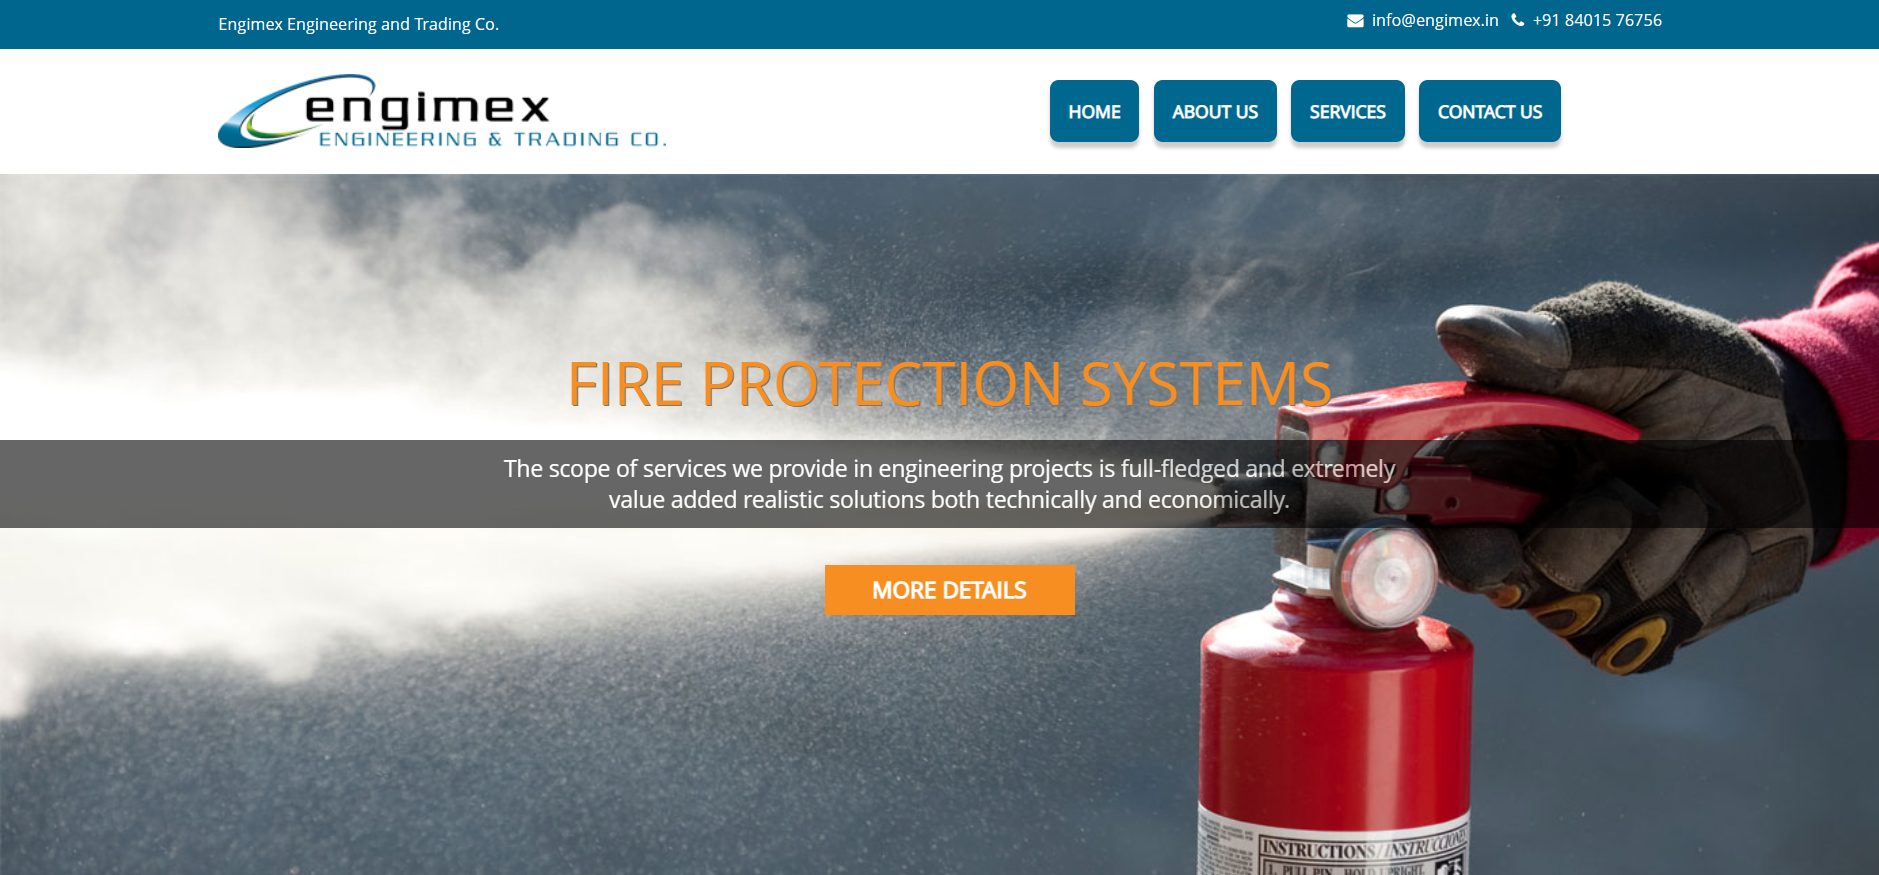 Engimex Engineering and Trading Co.
info@engimex.in +91 84015 76756
engimex
ENGINEERING & TRADING CO.
HOME
ABOUT US
SERVICES
CONTACT US
FIRE PROTECTION SYSTEMS
The scope of services we provide in engineering projects is full-fledged and extremely
value added realistic solutions both technically and economically.
MORE DETAILS
INSTRUCTIONS/INSTRUCCIONES
1. PULL PIN - HOLD UPRIGHT.